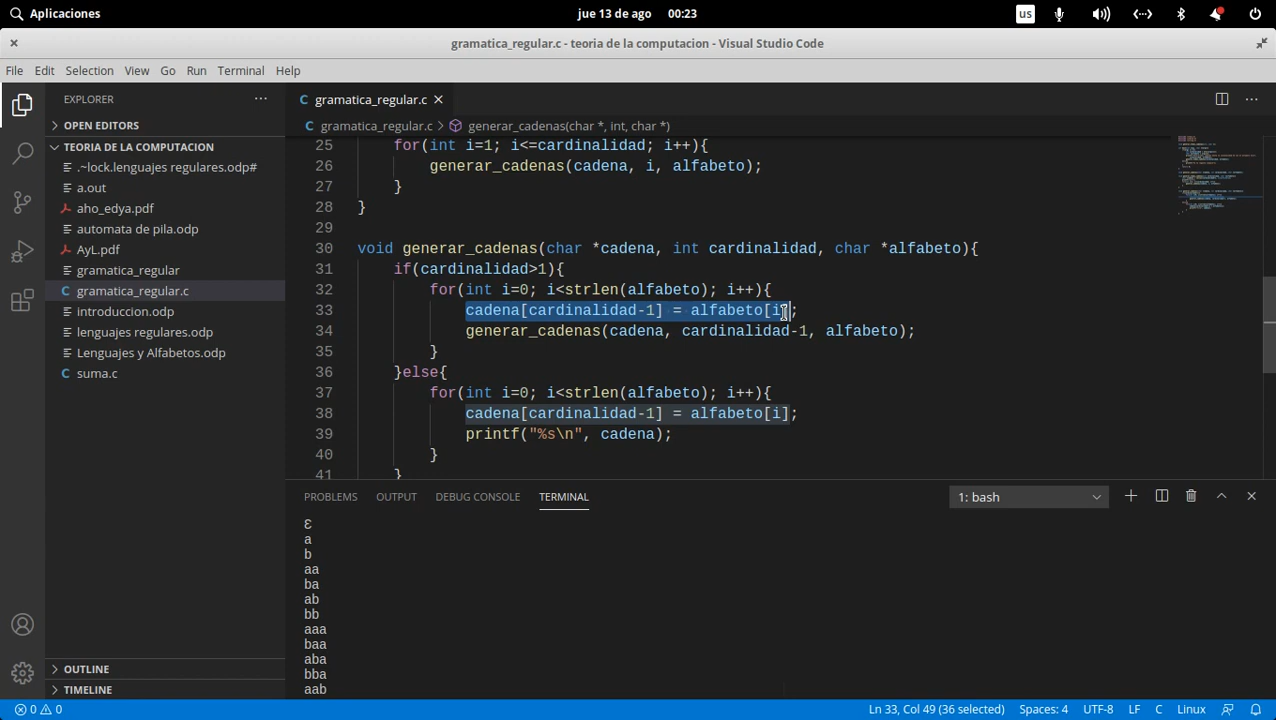 Aplicaciones jue 13 de ago 00:23 us
gramatica_regular.c - teoria de la computacion - Visual Studio Code
File Edit Selection View Go Run Terminal Help
EXPLORER
OPEN EDITORS
TEORIA DE LA COMPUTACION
.~lock.lenguajes regulares.odp#
a.out
aho_edya.pdf
automata de pila.odp
AyL.pdf
gramatica_regular
C gramatica_regular.c
introduccion.odp
lenguajes regulares.odp
Lenguajes y Alfabetos.odp
C suma.c
OUTLINE
TIMELINE
C gramatica_regular.c
C gramatica_regular.c > generar_cadenas(char *, int, char *)
25 for(int i=1; i<=cardinalidad; i++){
26 generar_cadenas(cadena, i, alfabeto);
27 }
28 }
29
30 void generar_cadenas(char *cadena, int cardinalidad, char *alfabeto){
31 if(cardinalidad>1){
32 for(int i=0; i<strlen(alfabeto); i++){
33 cadena[cardinalidad-1] = alfabeto[i];
34 generar_cadenas(cadena, cardinalidad-1, alfabeto);
35 }
36 }else{
37 for(int i=0; i<strlen(alfabeto); i++){
38 cadena[cardinalidad-1] = alfabeto[i];
39 printf("%s\n", cadena);
40 }
41 }
PROBLEMS OUTPUT DEBUG CONSOLE TERMINAL 1: bash
ε
a
b
aa
ba
ab
bb
aaa
baa
aba
bba
aab
0 0 Ln 33, Col 49 (36 selected) Spaces: 4 UTF-8 LF C Linux